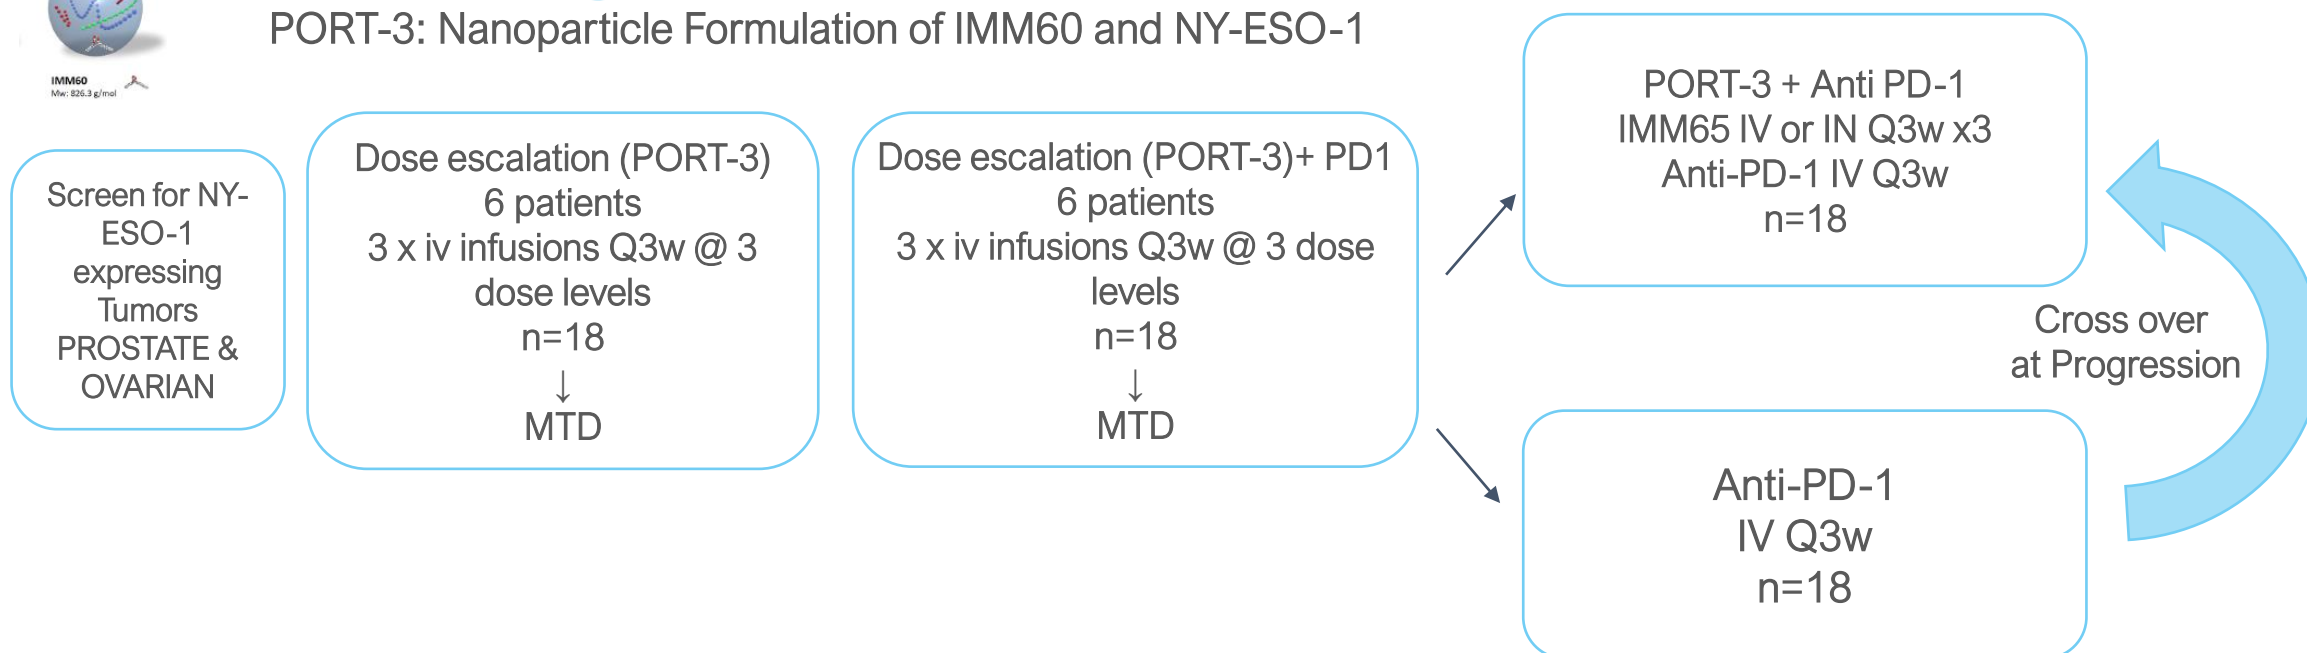 PORT-3: Nanoparticle Formulation of IMM60 and NY-ESO-1
IMM60
Mw: 826.3 g/mol
Screen for NY-
ESO-1
expressing
Tumors
PROSTATE &
OVARIAN
Dose escalation (PORT-3)
6 patients
3 x iv infusions Q3w @ 3
dose levels
n=18
↓
MTD
Dose escalation (PORT-3)+ PD1
6 patients
3 x iv infusions Q3w @ 3 dose
levels
n=18
↓
MTD
PORT-3 + Anti PD-1
IMM65 IV or IN Q3w x3
Anti-PD-1 IV Q3w
n=18
Cross over
at Progression
Anti-PD-1
IV Q3w
n=18